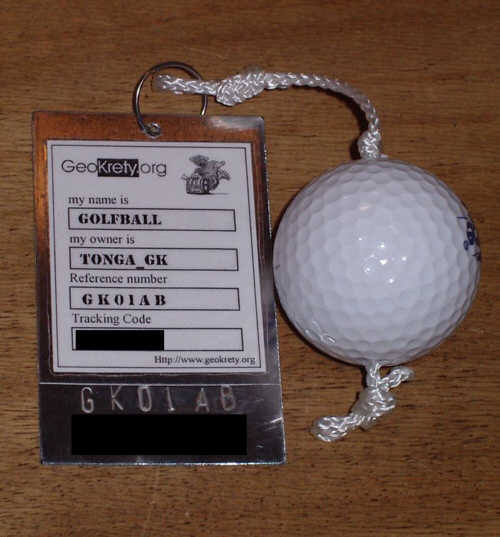 GeoKrety.org
my name is
GOLFBALL
my owner is
TONGA_GK
Reference number
GK01AB
Tracking Code
Http://www.geokrety.org
GK01AB